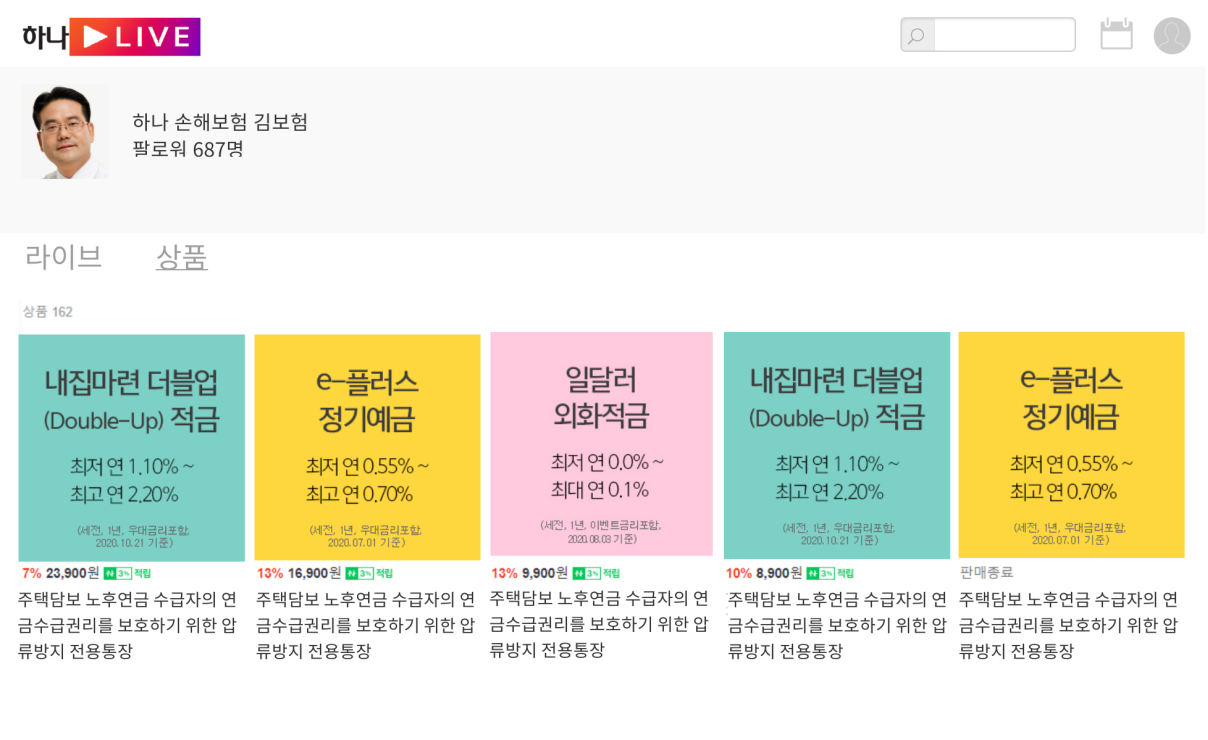 하나 LIVE
하나 손해보험 김보험
팔로워 687명
라이브 상품
상품 162
내집마련 더블업
(Double-Up) 적금
최저 연 1.10% ~
최고 연 2.20%
(세전, 1년, 우대금리포함,
2020.10.21 기준)
7% 23,900원 N 3% 적립
주택담보 노후연금 수급자의 연
금수급권리를 보호하기 위한 압
류방지 전용통장
e-플러스
정기예금
최저 연 0.55% ~
최고 연 0.70%
(세전, 1년, 우대금리포함,
2020.07.01 기준)
13% 16,900원 N 3% 적립
주택담보 노후연금 수급자의 연
금수급권리를 보호하기 위한 압
류방지 전용통장
일달러
외화적금
최저 연 0.0% ~
최대 연 0.1%
(세전, 1년, 이벤트금리포함,
2020.08.03 기준)
13% 9,900원 N 3% 적립
주택담보 노후연금 수급자의 연
금수급권리를 보호하기 위한 압
류방지 전용통장
내집마련 더블업
(Double-Up) 적금
최저 연 1.10% ~
최고 연 2.20%
(세전, 1년, 우대금리포함,
2020.10.21 기준)
10% 8,900원 N 3% 적립
주택담보 노후연금 수급자의 연
금수급권리를 보호하기 위한 압
류방지 전용통장
e-플러스
정기예금
최저 연 0.55% ~
최고 연 0.70%
(세전, 1년, 우대금리포함,
2020.07.01 기준)
판매종료
주택담보 노후연금 수급자의 연
금수급권리를 보호하기 위한 압
류방지 전용통장